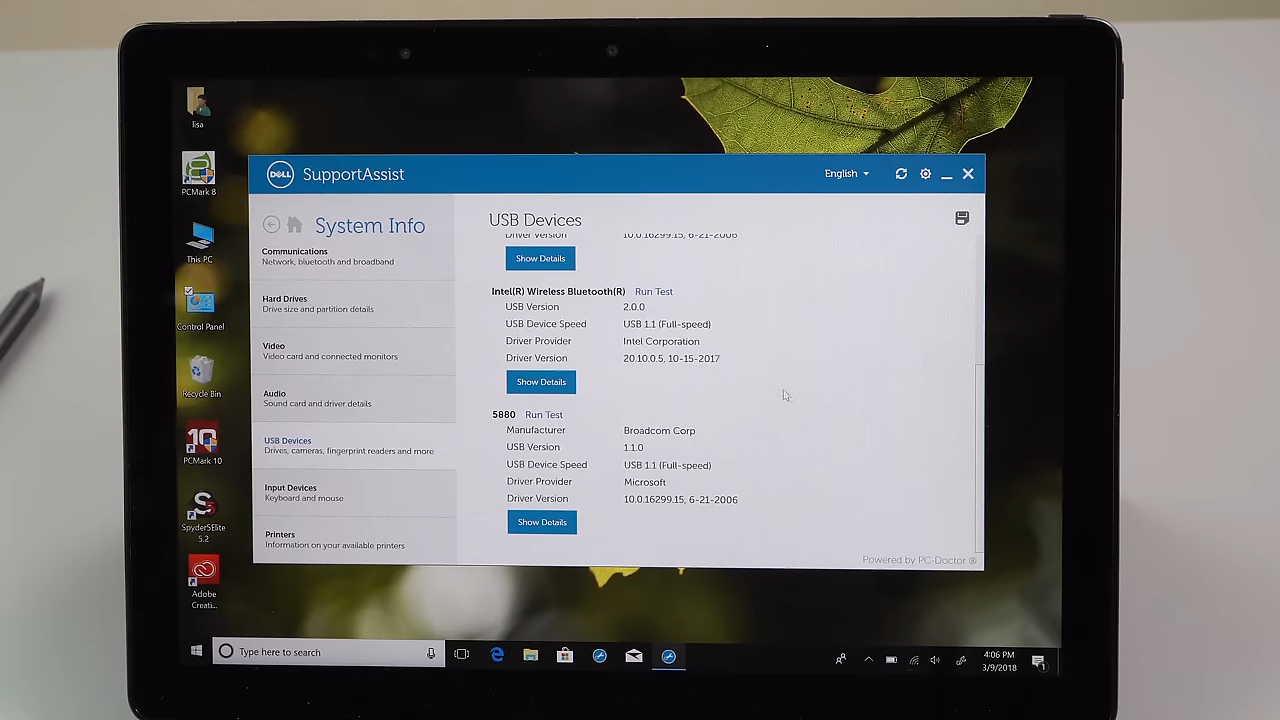 lisa
PCMark 8
This PC
Control Panel
Recycle Bin
PCMark 10
Spyder5Elite
5.2
Adobe
Creati...
DELL SupportAssist
English
System Info
Communications
Network, bluetooth and broadband
Hard Drives
Drive size and partition details
Video
Video card and connected monitors
Audio
Sound card and driver details
USB Devices
Drives, cameras, fingerprint readers and more
Input Devices
Keyboard and mouse
Printers
Information on your available printers
USB Devices
Driver Version 10.0.16299.15, 6-21-2006
Show Details
Intel(R) Wireless Bluetooth(R) Run Test
USB Version 2.0.0
USB Device Speed USB 1.1 (Full-speed)
Driver Provider Intel Corporation
Driver Version 20.10.0.5, 10-15-2017
Show Details
5880 Run Test
Manufacturer Broadcom Corp
USB Version 1.1.0
USB Device Speed USB 1.1 (Full-speed)
Driver Provider Microsoft
Driver Version 10.0.16299.15, 6-21-2006
Show Details
Powered by PC-Doctor ®
Type here to search
4:06 PM
3/9/2018
1